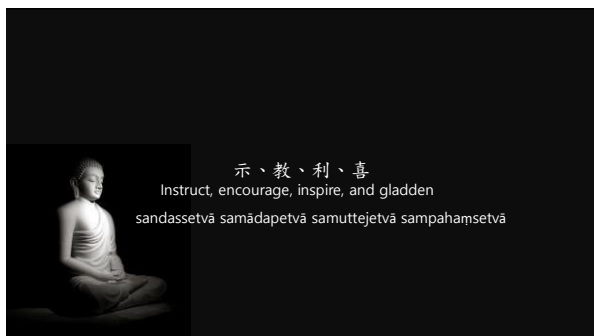 示、教、利、喜
Instruct, encourage, inspire, and gladden
sandassetvā samādapetvā samuttejetvā sampahaṃsetvā